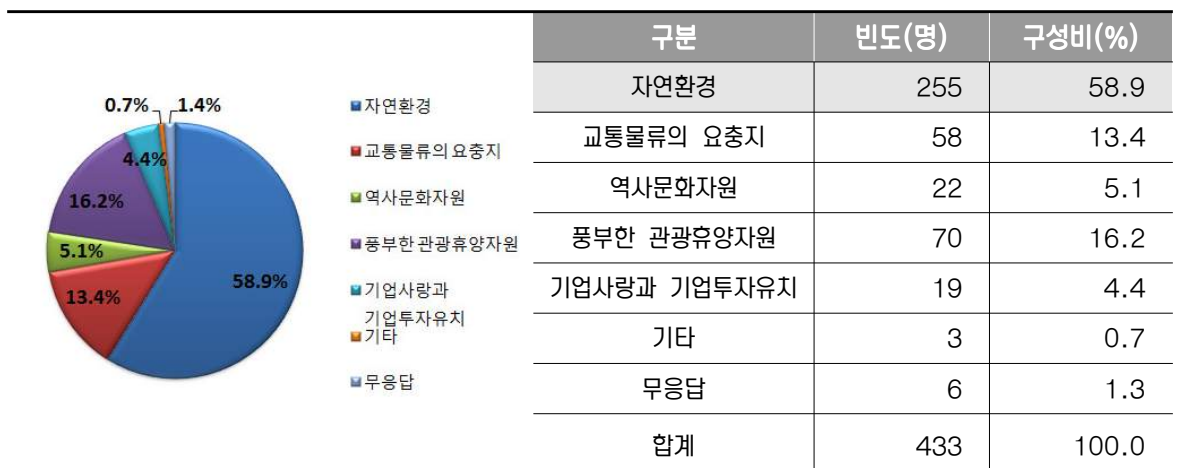 0.7% 1.4%
4.4%
16.2%
5.1%
13.4%
58.9%
자연환경
교통물류의 요충지
역사문화자원
풍부한 관광휴양자원
기업사랑과
기업투자유치
기타
무응답
구분 빈도(명) 구성비(%)
자연환경 255 58.9
교통물류의 요충지 58 13.4
역사문화자원 22 5.1
풍부한 관광휴양자원 70 16.2
기업사랑과 기업투자유치 19 4.4
기타 3 0.7
무응답 6 1.3
합계 433 100.0